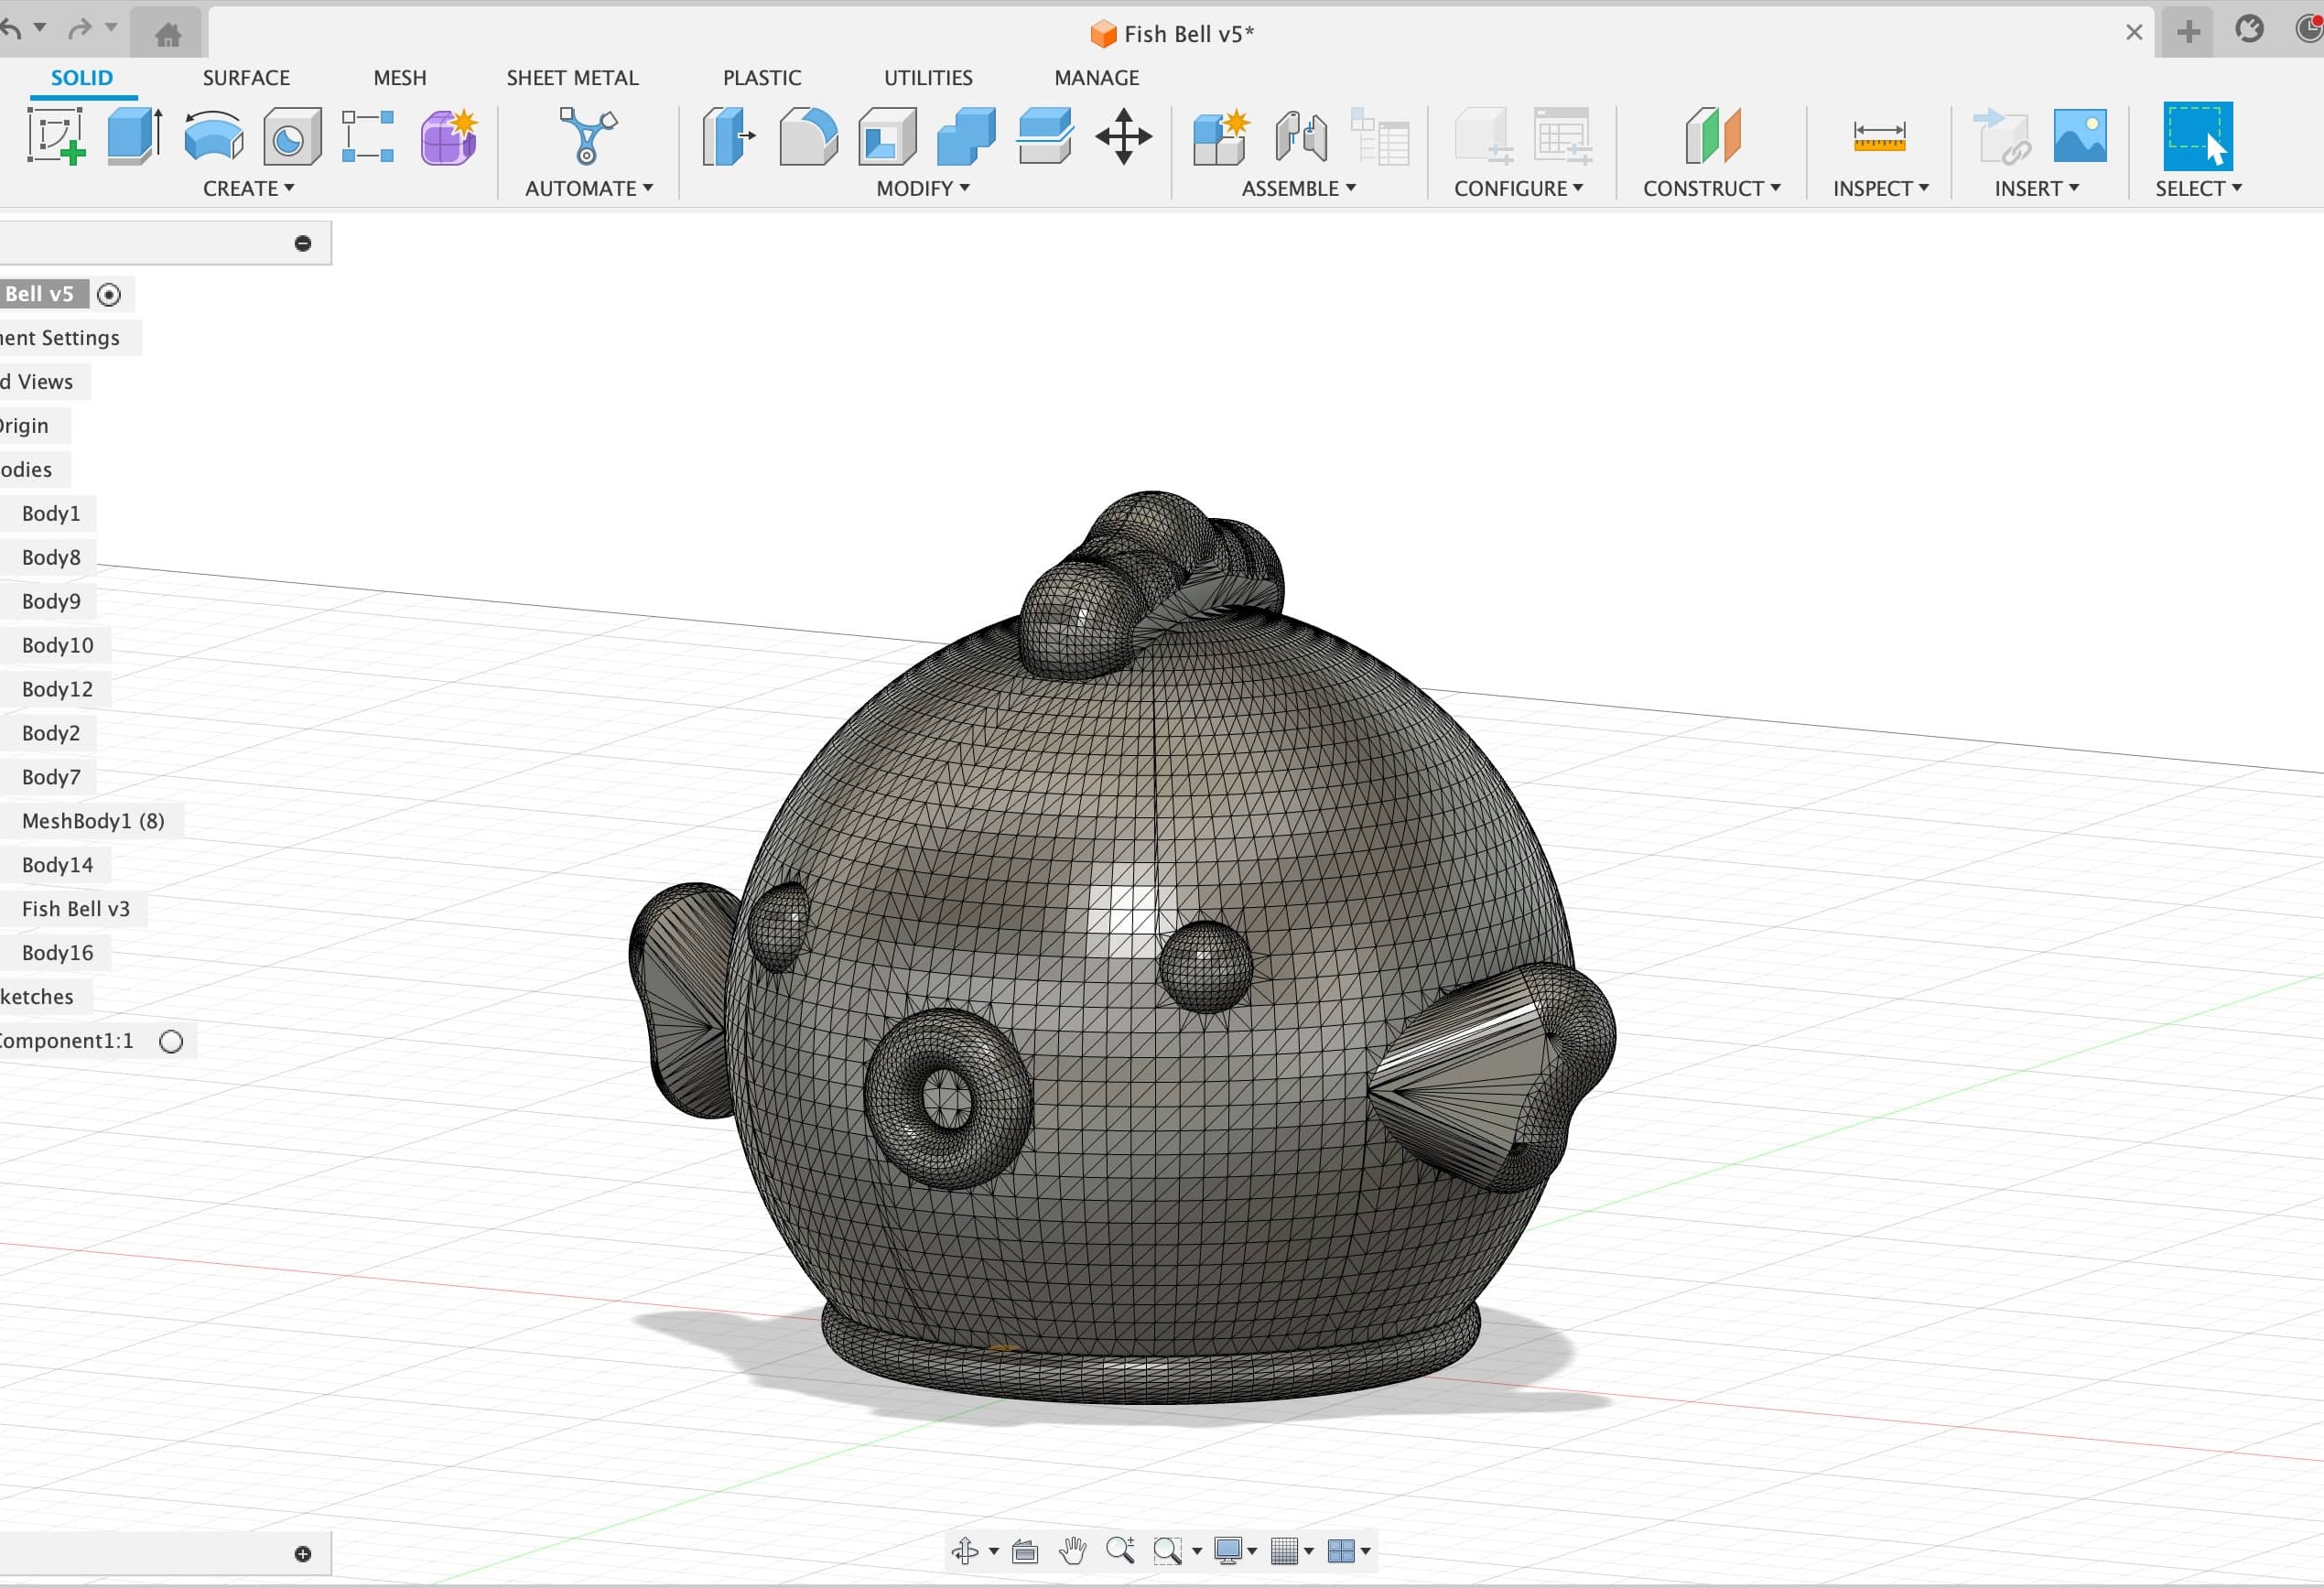 Fish Bell v5*
SOLID SURFACE MESH SHEET METAL PLASTIC UTILITIES MANAGE
CREATE AUTOMATE MODIFY ASSEMBLE CONFIGURE CONSTRUCT INSPECT INSERT SELECT
Bell v5
ent Settings
d Views
Origin
odies
Body1
Body8
Body9
Body10
Body12
Body2
Body7
MeshBody1 (8)
Body14
Fish Bell v3
Body16
ketches
Component1:1